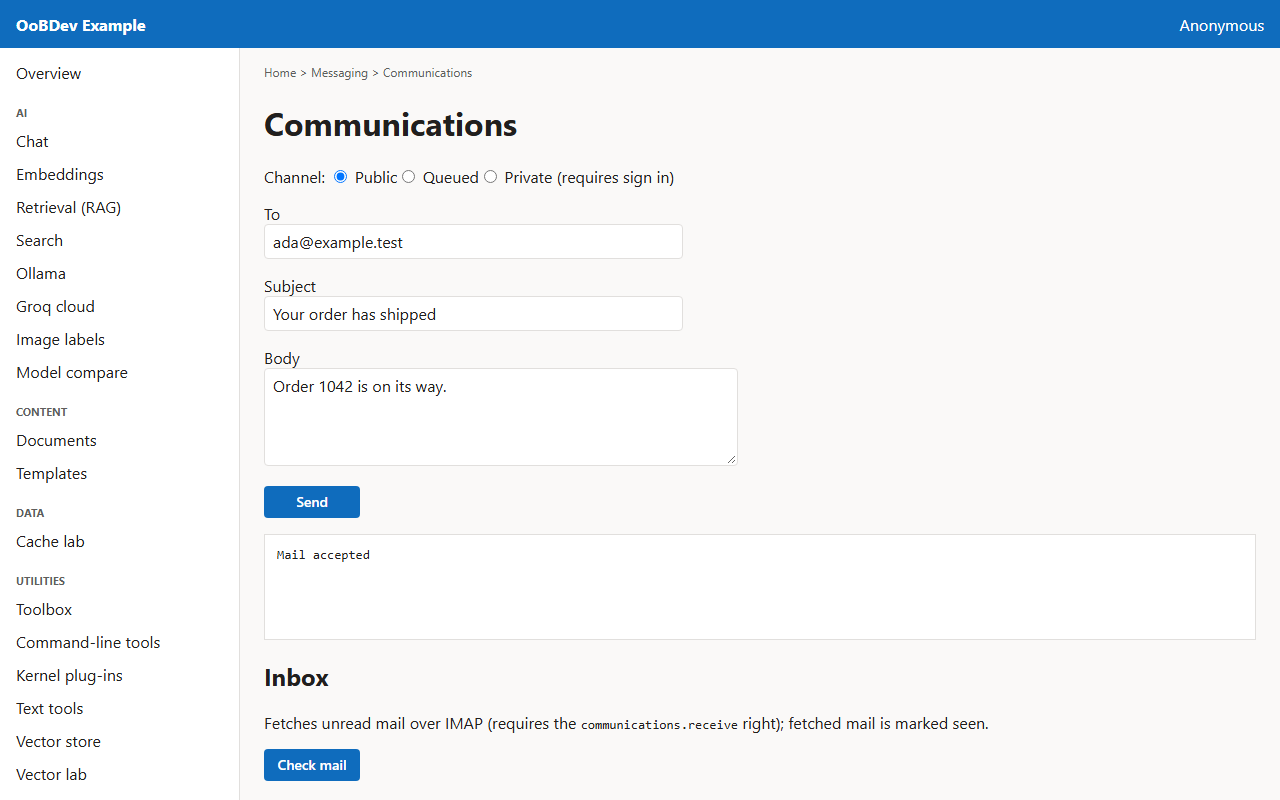 OoBDev Example
Anonymous
Overview
AI
Chat
Embeddings
Retrieval (RAG)
Search
Ollama
Groq cloud
Image labels
Model compare
CONTENT
Documents
Templates
DATA
Cache lab
UTILITIES
Toolbox
Command-line tools
Kernel plug-ins
Text tools
Vector store
Vector lab
Home > Messaging > Communications
Communications
Channel: Public Queued Private (requires sign in)
To
ada@example.test
Subject
Your order has shipped
Body
Order 1042 is on its way.
Send
Mail accepted
Inbox
Fetches unread mail over IMAP (requires the communications.receive right); fetched mail is marked seen.
Check mail